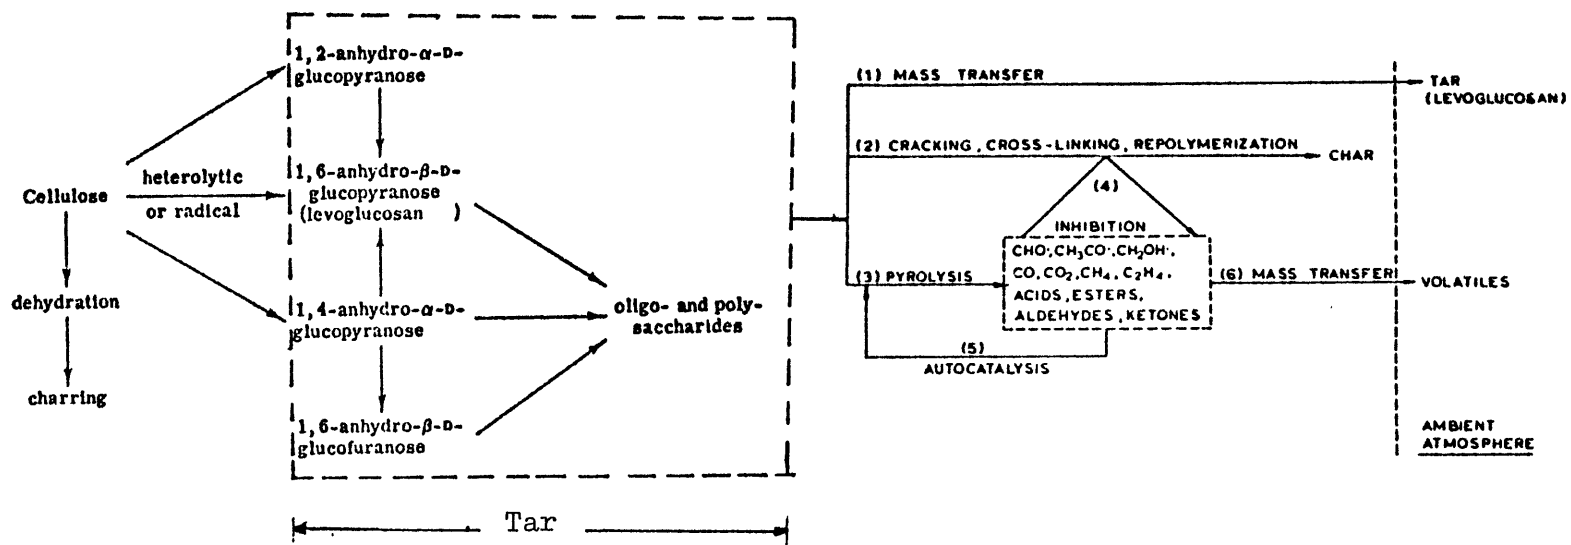 Cellulose
dehydration
charring
heterolytic
or radical
1,2-anhydro-α-D-
glucopyranose
1,6-anhydro-β-D-
glucopyranose
(levoglucosan )
1,4-anhydro-α-D-
glucopyranose
1,6-anhydro-β-D-
glucofuranose
oligo- and poly-
saccharides
Tar
(1) MASS TRANSFER
TAR
(LEVOGLUCOSAN)
(2) CRACKING, CROSS-LINKING, REPOLYMERIZATION
CHAR
(4)
INHIBITION
(3) PYROLYSIS
CHO·, CH₃CO·, CH₂OH·,
CO, CO₂, CH₄, C₂H₄,
ACIDS, ESTERS,
ALDEHYDES, KETONES
(6) MASS TRANSFER
VOLATILES
(5)
AUTOCATALYSIS
AMBIENT
ATMOSPHERE